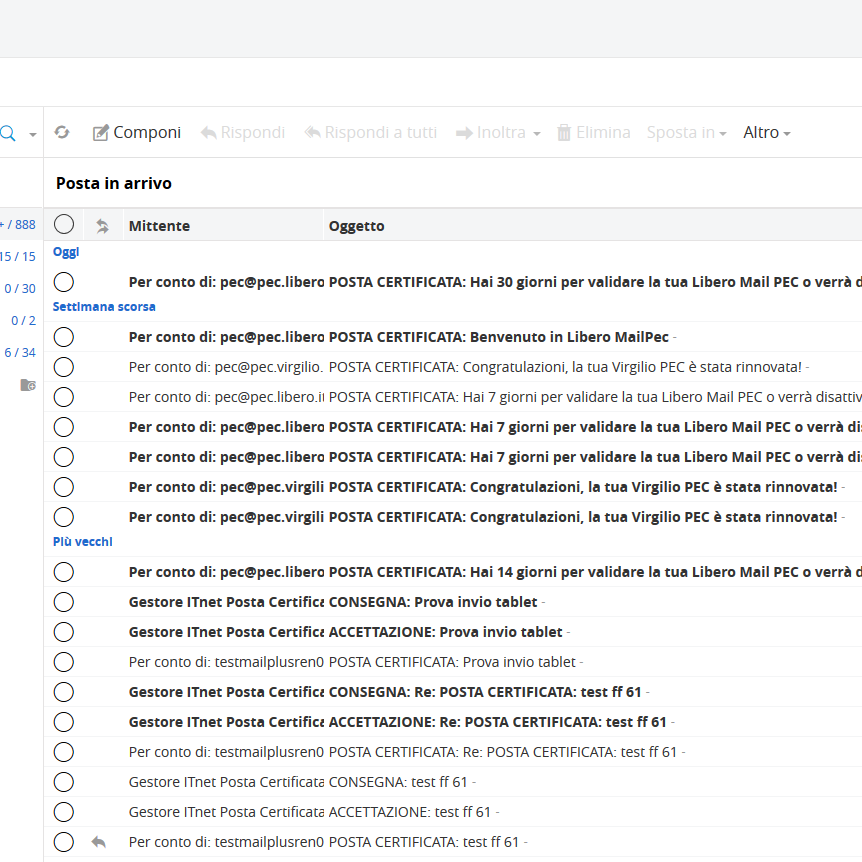 Componi Rispondi Rispondi a tutti Inoltra Elimina Sposta in Altro
Posta in arrivo
+ / 888
15 / 15
0 / 30
0 / 2
6 / 34
Mittente Oggetto
Oggi
Per conto di: pec@pec.libero POSTA CERTIFICATA: Hai 30 giorni per validare la tua Libero Mail PEC o verrà d
Settimana scorsa
Per conto di: pec@pec.libero POSTA CERTIFICATA: Benvenuto in Libero MailPec -
Per conto di: pec@pec.virgilio. POSTA CERTIFICATA: Congratulazioni, la tua Virgilio PEC è stata rinnovata! -
Per conto di: pec@pec.libero.it POSTA CERTIFICATA: Hai 7 giorni per validare la tua Libero Mail PEC o verrà disattiv
Per conto di: pec@pec.libero POSTA CERTIFICATA: Hai 7 giorni per validare la tua Libero Mail PEC o verrà dis
Per conto di: pec@pec.libero POSTA CERTIFICATA: Hai 7 giorni per validare la tua Libero Mail PEC o verrà dis
Per conto di: pec@pec.virgili POSTA CERTIFICATA: Congratulazioni, la tua Virgilio PEC è stata rinnovata! -
Per conto di: pec@pec.virgili POSTA CERTIFICATA: Congratulazioni, la tua Virgilio PEC è stata rinnovata! -
Più vecchi
Per conto di: pec@pec.libero POSTA CERTIFICATA: Hai 14 giorni per validare la tua Libero Mail PEC o verrà d
Gestore ITnet Posta Certifica CONSEGNA: Prova invio tablet -
Gestore ITnet Posta Certifica ACCETTAZIONE: Prova invio tablet -
Per conto di: testmailplusren0 POSTA CERTIFICATA: Prova invio tablet -
Gestore ITnet Posta Certifica CONSEGNA: Re: POSTA CERTIFICATA: test ff 61 -
Gestore ITnet Posta Certifica ACCETTAZIONE: Re: POSTA CERTIFICATA: test ff 61 -
Per conto di: testmailplusren0 POSTA CERTIFICATA: Re: POSTA CERTIFICATA: test ff 61 -
Gestore ITnet Posta Certificata CONSEGNA: test ff 61 -
Gestore ITnet Posta Certificata ACCETTAZIONE: test ff 61 -
Per conto di: testmailplusren0 POSTA CERTIFICATA: test ff 61 -